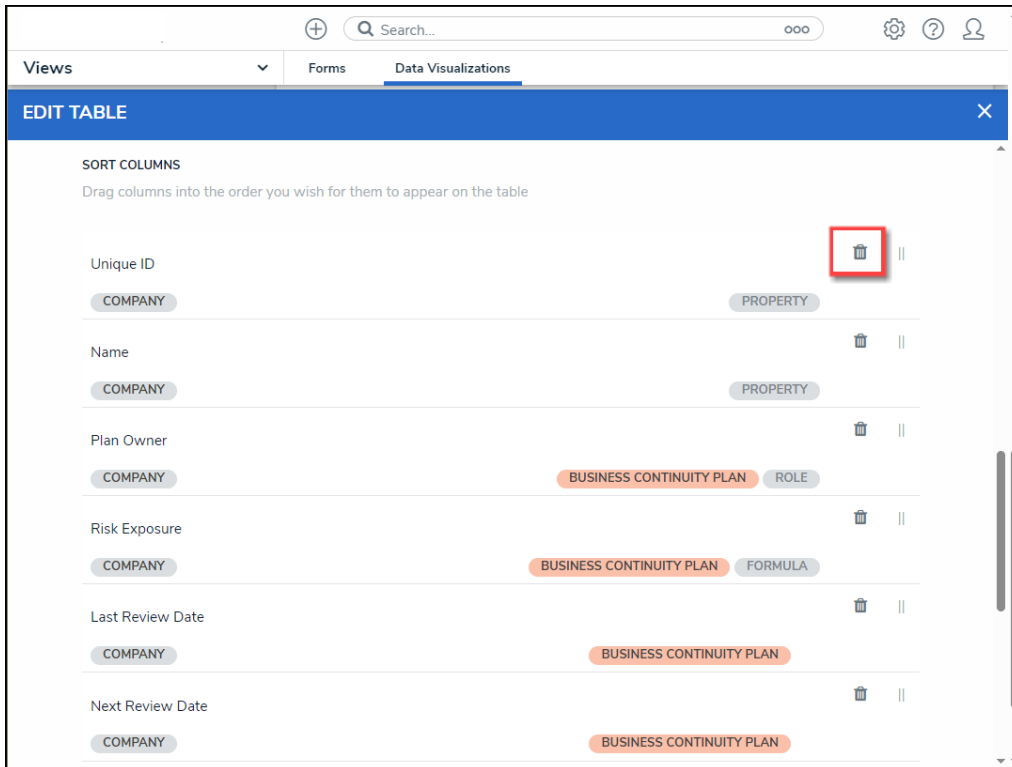 Search...
Views
Forms
Data Visualizations
EDIT TABLE
SORT COLUMNS
Drag columns into the order you wish for them to appear on the table
Unique ID
COMPANY
PROPERTY
Name
COMPANY
PROPERTY
Plan Owner
COMPANY
BUSINESS CONTINUITY PLAN
ROLE
Risk Exposure
COMPANY
BUSINESS CONTINUITY PLAN
FORMULA
Last Review Date
COMPANY
BUSINESS CONTINUITY PLAN
Next Review Date
COMPANY
BUSINESS CONTINUITY PLAN